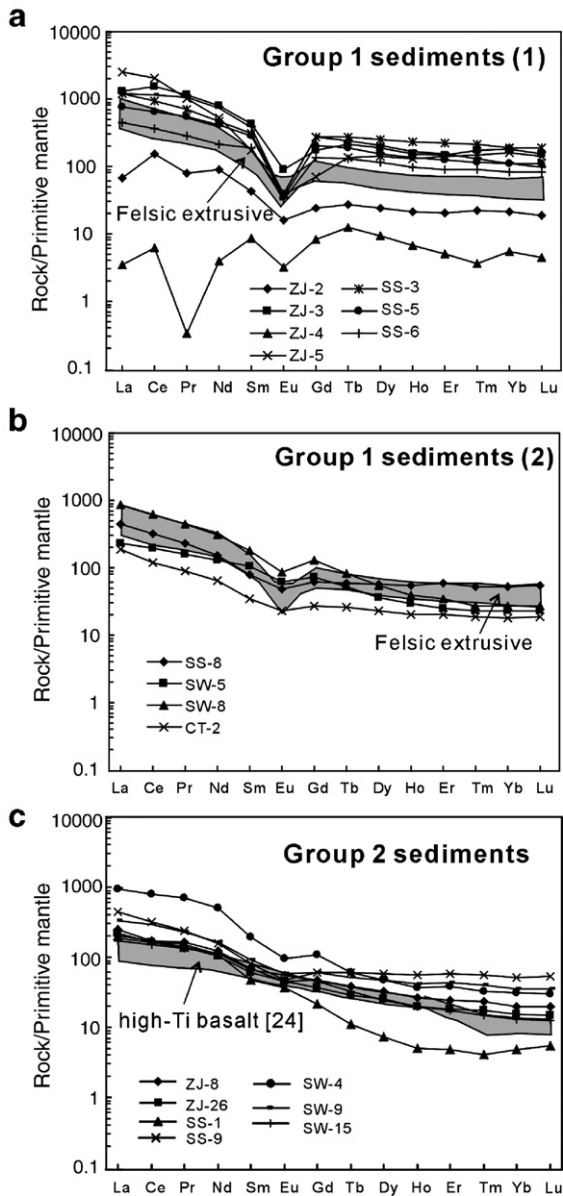 a
Group 1 sediments (1)
Rock/Primitive mantle
10000
1000
100
10
1
0.1
Felsic extrusive
ZJ-2
ZJ-3
ZJ-4
ZJ-5
SS-3
SS-5
SS-6
La Ce Pr Nd Sm Eu Gd Tb Dy Ho Er Tm Yb Lu
b
Group 1 sediments (2)
Rock/Primitive mantle
10000
1000
100
10
1
0.1
Felsic extrusive
SS-8
SW-5
SW-8
CT-2
La Ce Pr Nd Sm Eu Gd Tb Dy Ho Er Tm Yb Lu
c
Group 2 sediments
Rock/Primitive mantle
10000
1000
100
10
1
0.1
high-Ti basalt [24]
ZJ-8
ZJ-26
SS-1
SS-9
SW-4
SW-9
SW-15
La Ce Pr Nd Sm Eu Gd Tb Dy Ho Er Tm Yb Lu